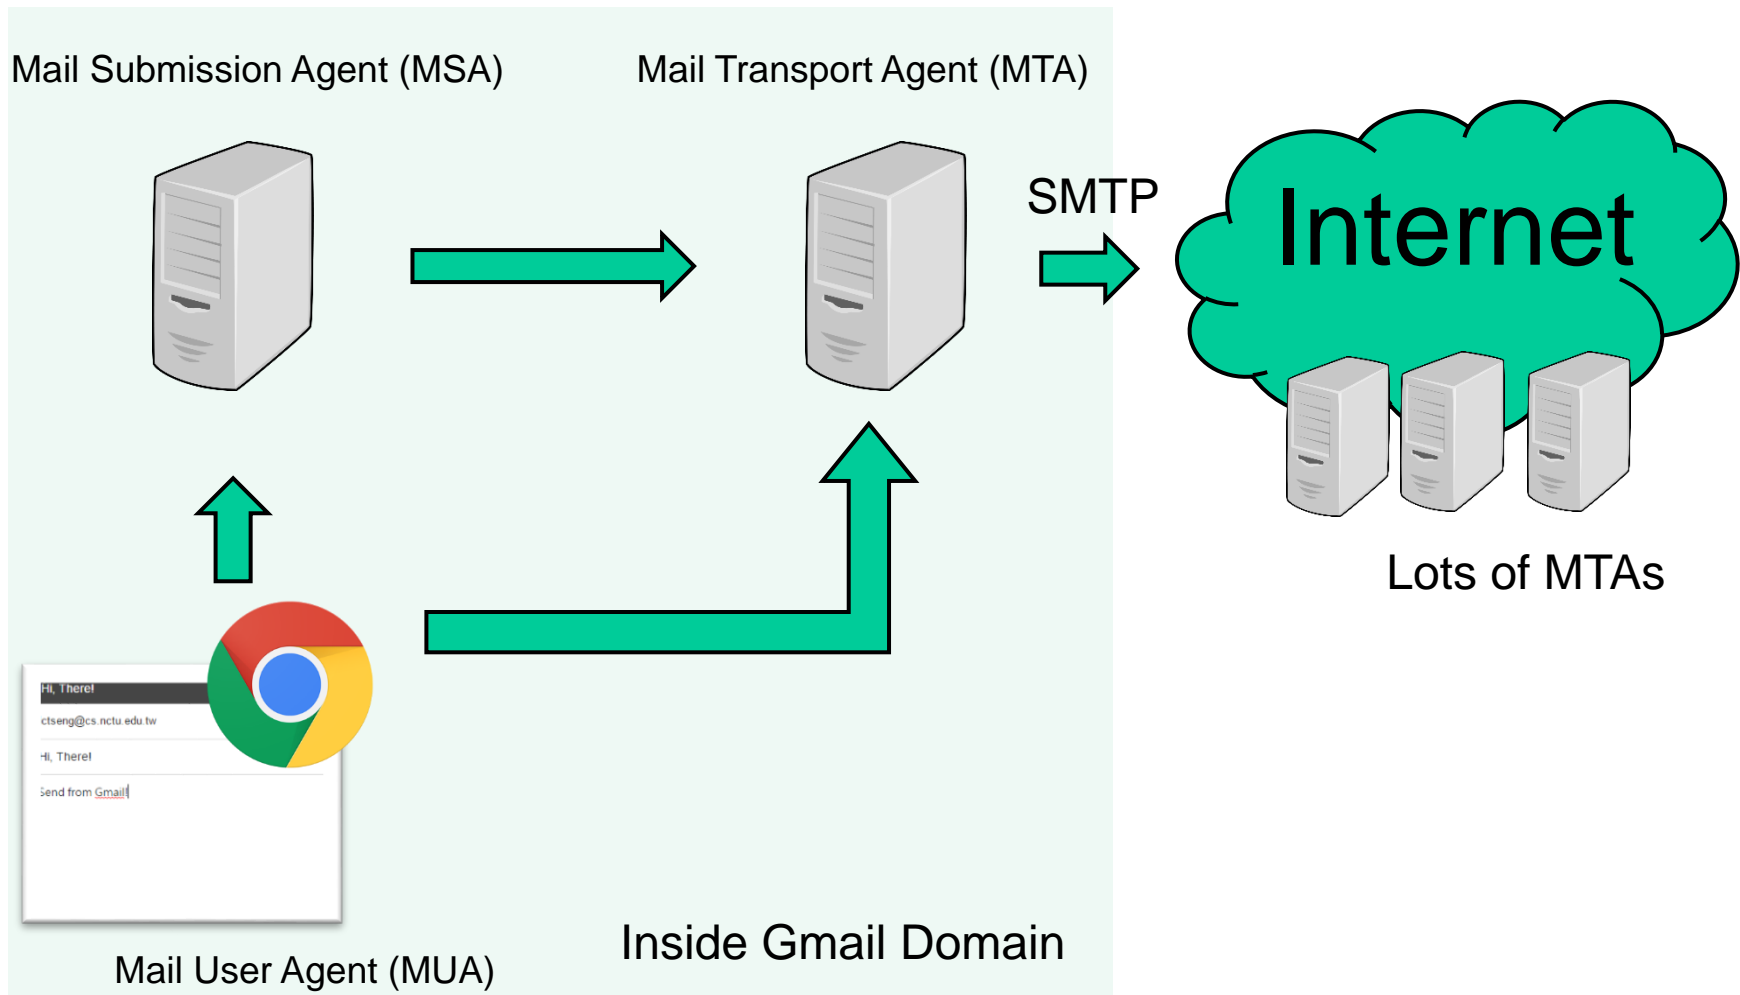 Mail Submission Agent (MSA)
Mail Transport Agent (MTA)
SMTP
Internet
Lots of MTAs
Hi, There!
ctseng@cs.nctu.edu.tw
Hi, There!
Send from Gmail!
Inside Gmail Domain
Mail User Agent (MUA)